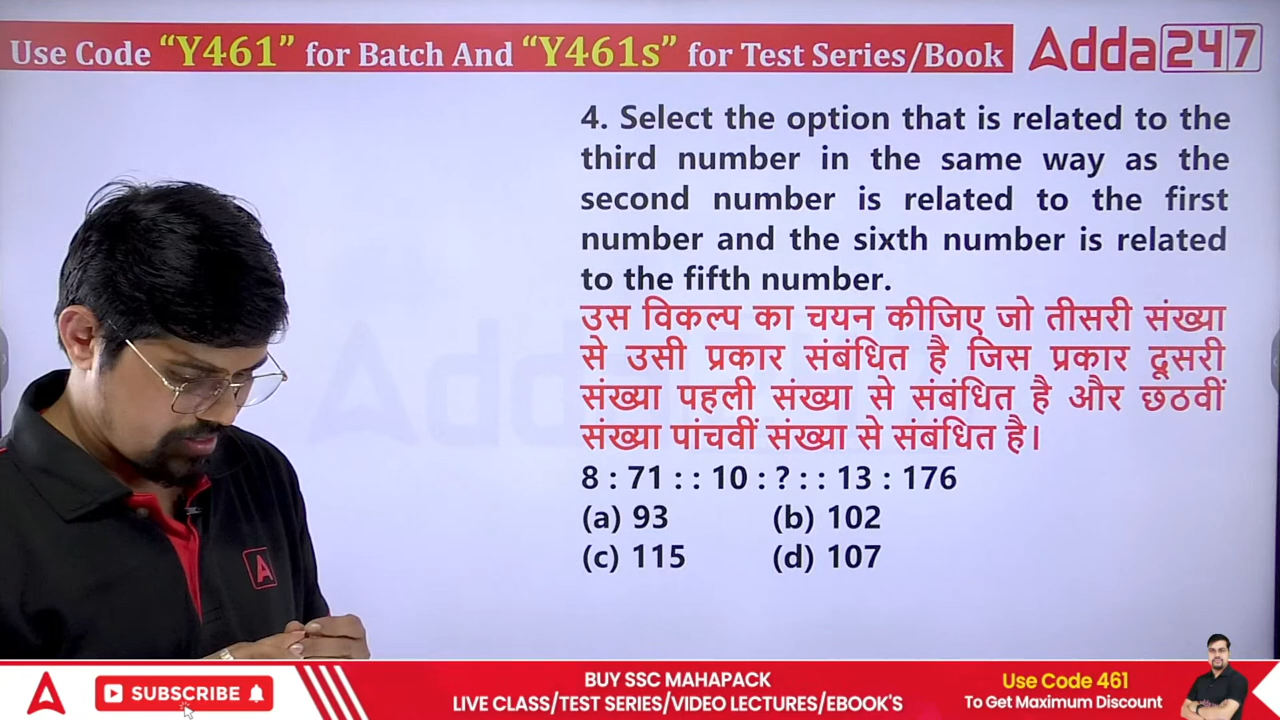 Use Code “Y461” for Batch And “Y461s” for Test Series/Book
Adda247
4. Select the option that is related to the
third number in the same way as the
second number is related to the first
number and the sixth number is related
to the fifth number.
उस विकल्प का चयन कीजिए जो तीसरी संख्या
से उसी प्रकार संबंधित है जिस प्रकार दूसरी
संख्या पहली संख्या से संबंधित है और छठवीं
संख्या पांचवीं संख्या से संबंधित है।
8 : 71 : : 10 : ? : : 13 : 176
(a) 93 (b) 102
(c) 115 (d) 107
SUBSCRIBE
BUY SSC MAHAPACK
LIVE CLASS/TEST SERIES/VIDEO LECTURES/EBOOK'S
Use Code 461
To Get Maximum Discount